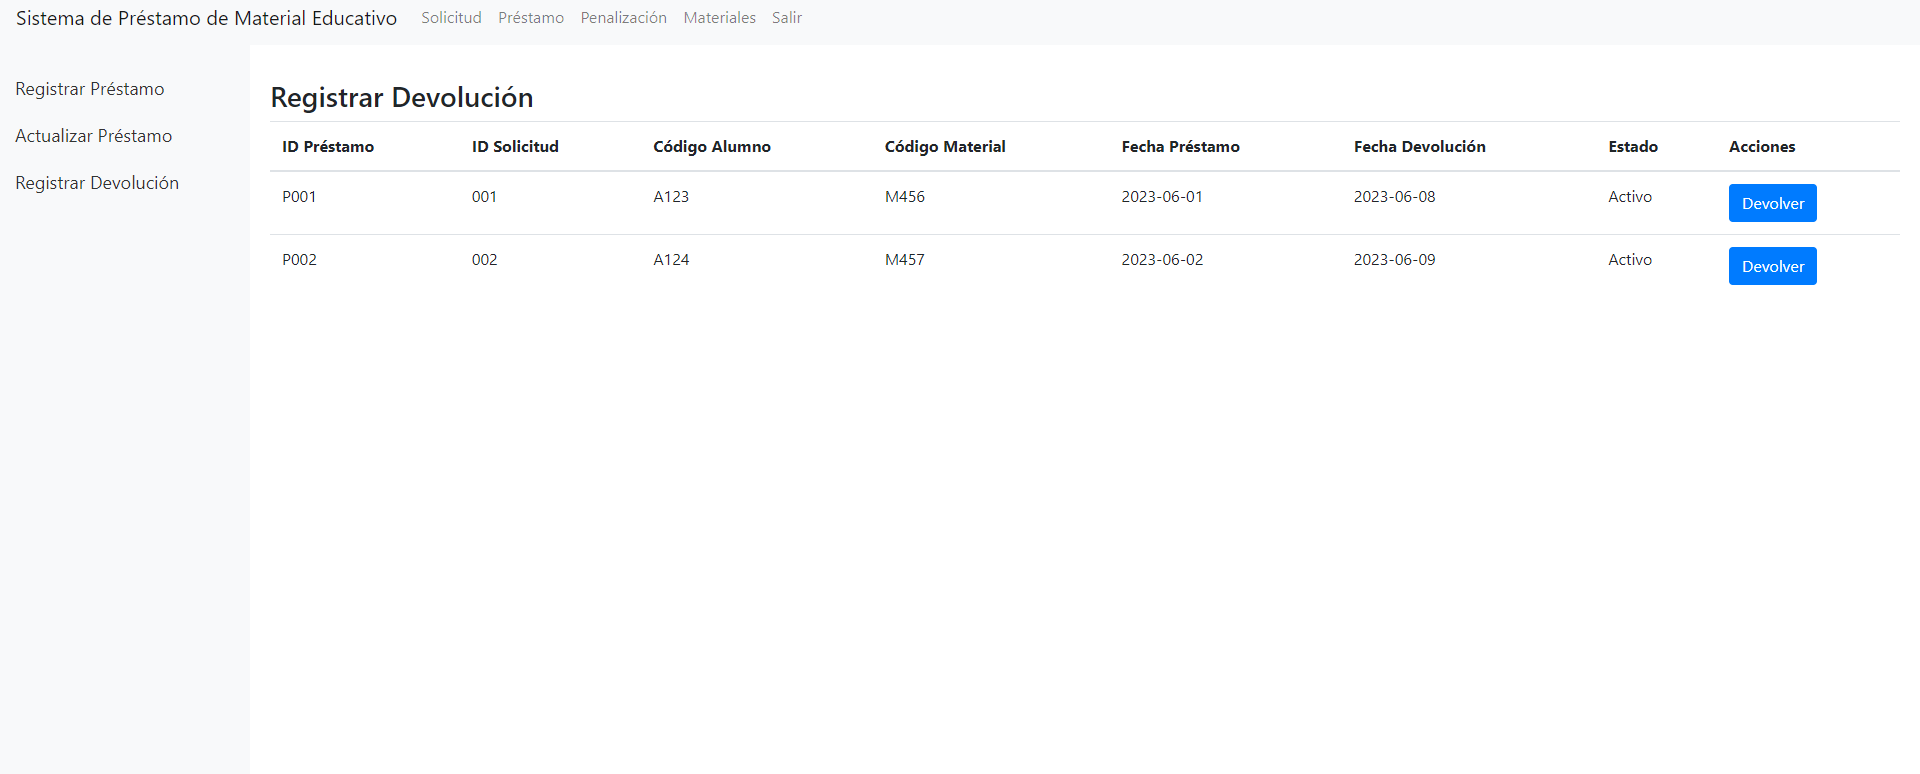 Sistema de Préstamo de Material Educativo Solicitud Préstamo Penalización Materiales Salir
Registrar Préstamo
Actualizar Préstamo
Registrar Devolución
Registrar Devolución
ID Préstamo ID Solicitud Código Alumno Código Material Fecha Préstamo Fecha Devolución Estado Acciones
P001 001 A123 M456 2023-06-01 2023-06-08 Activo Devolver
P002 002 A124 M457 2023-06-02 2023-06-09 Activo Devolver